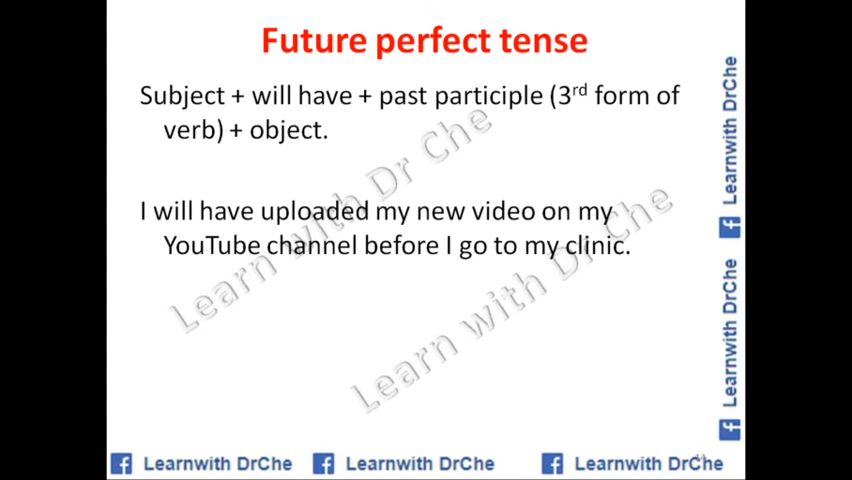 Future perfect tense
Subject + will have + past participle (3rd form of
verb) + object.
I will have uploaded my new video on my
YouTube channel before I go to my clinic.
Learn with Dr Che
Learn with Dr Che
Learnwith DrChe
Learnwith DrChe
Learnwith DrChe
Learnwith DrChe
Learnwith DrChe